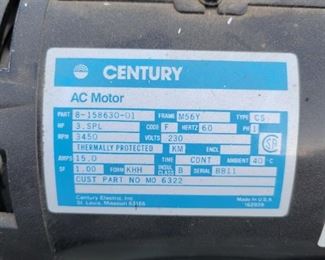 CENTURY
AC Motor
PART 8-158630-01 FRAME M56Y TYPE CS
HP 3.SPL CODE F HERTZ 60 PH 1
RPM 3450 VOLTS 230
THERMALLY PROTECTED KM ENCL
AMPS 15.0 TIME CONT AMBIENT 40°C
SF 1.00 FORM KHH INSUL CLASS B SERIAL BB11
CUST PART NO MO 6322
Century Electric, Inc.
St. Louis, Missouri 63166 Made In U.S.A.